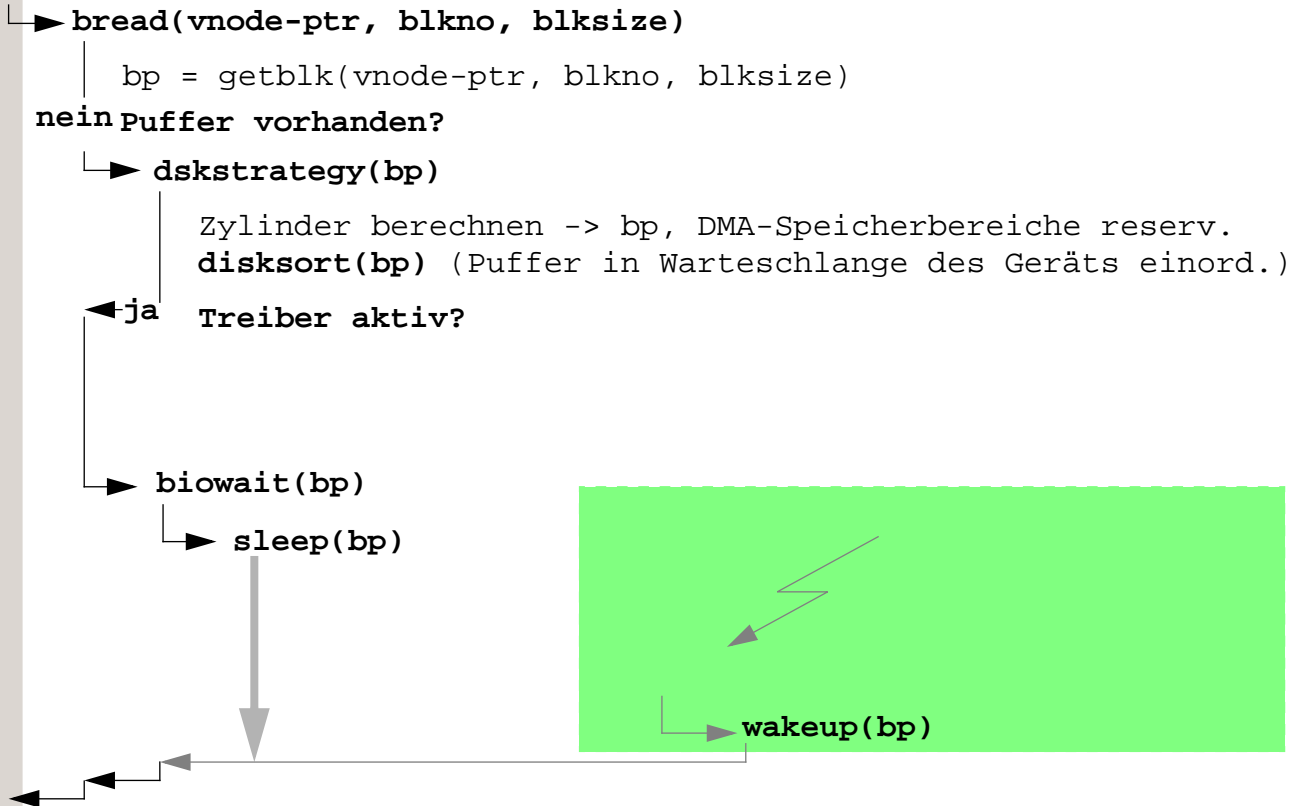 bread(vnode-ptr, blkno, blksize)
bp = getblk(vnode-ptr, blkno, blksize)
nein Puffer vorhanden?
dskstrategy(bp)
Zylinder berechnen -> bp, DMA-Speicherbereiche reserv.
disksort(bp) (Puffer in Warteschlange des Geräts einord.)
ja Treiber aktiv?
biowait(bp)
sleep(bp)
wakeup(bp)